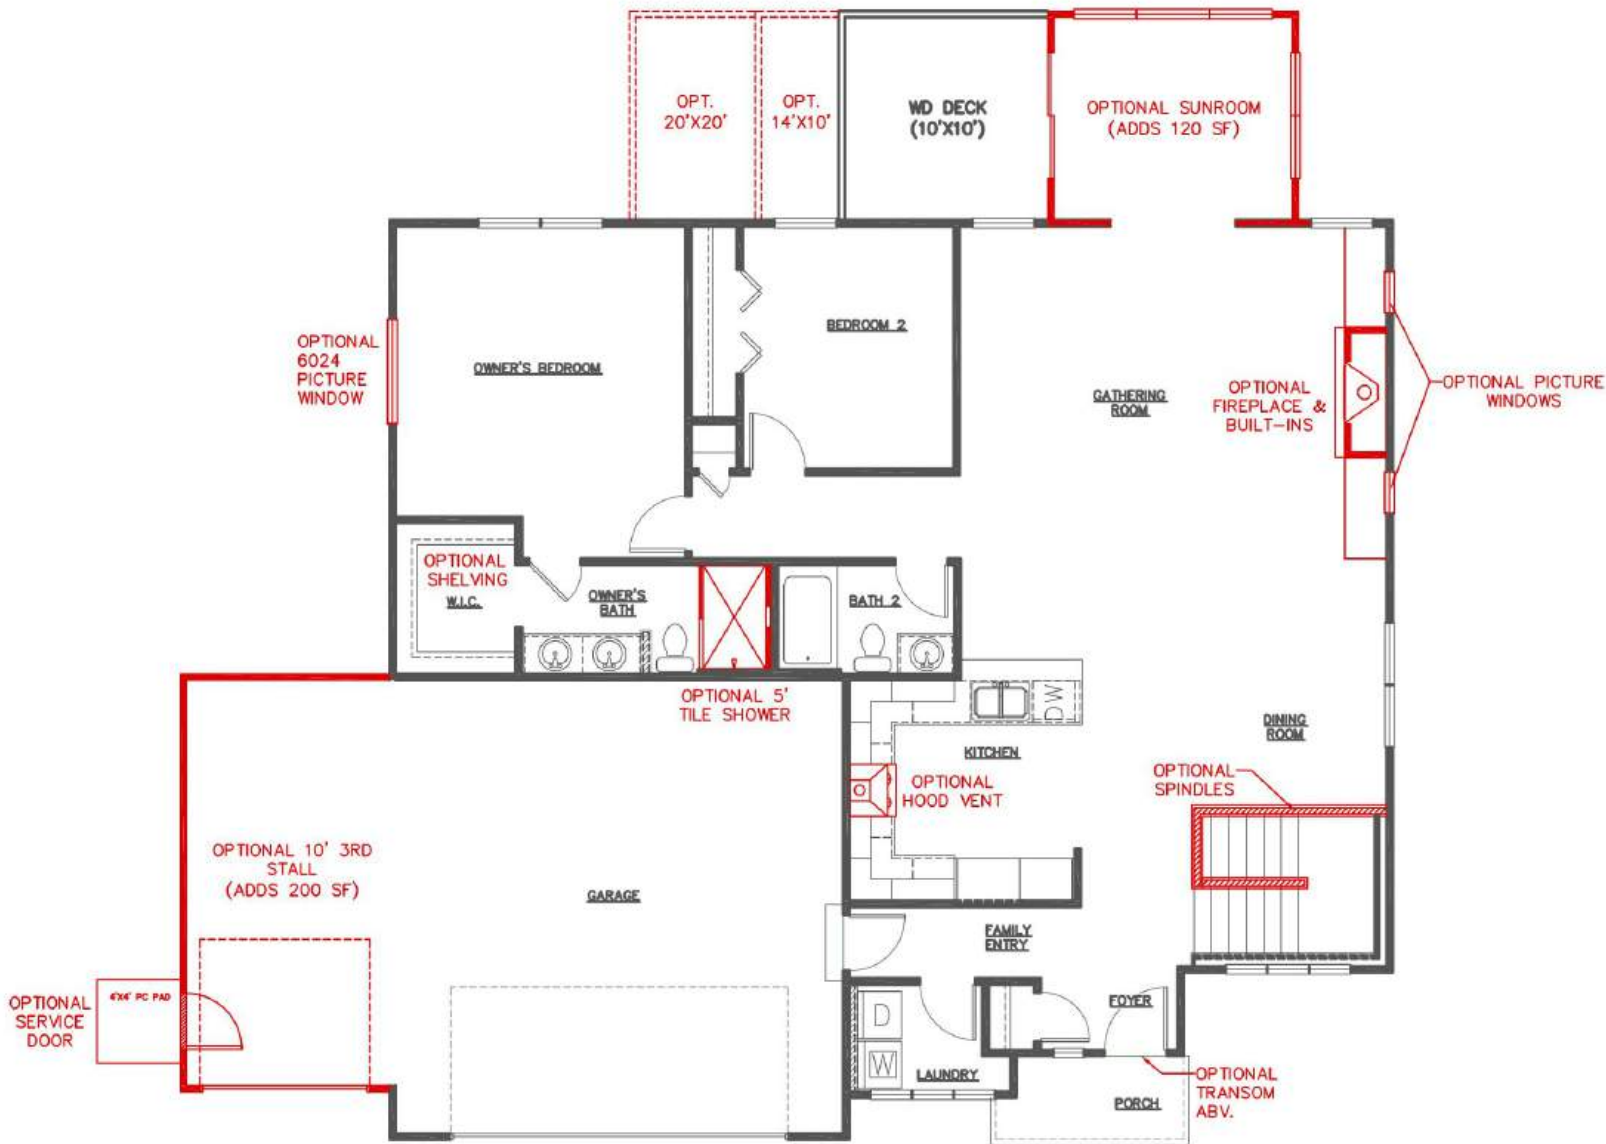 OPT.
20'X20'
OPT.
14'X10'
WD DECK
(10'X10')
OPTIONAL SUNROOM
(ADDS 120 SF)
OPTIONAL
6024
PICTURE
WINDOW
OWNER'S BEDROOM
BEDROOM 2
GATHERING
ROOM
OPTIONAL
FIREPLACE &
BUILT-INS
OPTIONAL PICTURE
WINDOWS
OPTIONAL
SHELVING
W.I.C.
OWNER'S
BATH
BATH 2
OPTIONAL 5'
TILE SHOWER
DW
KITCHEN
DINING
ROOM
OPTIONAL
HOOD VENT
OPTIONAL
SPINDLES
OPTIONAL 10' 3RD
STALL
(ADDS 200 SF)
GARAGE
FAMILY
ENTRY
OPTIONAL
SERVICE
DOOR
4'X4' PC PAD
D
W
LAUNDRY
FOYER
PORCH
OPTIONAL
TRANSOM
ABV.